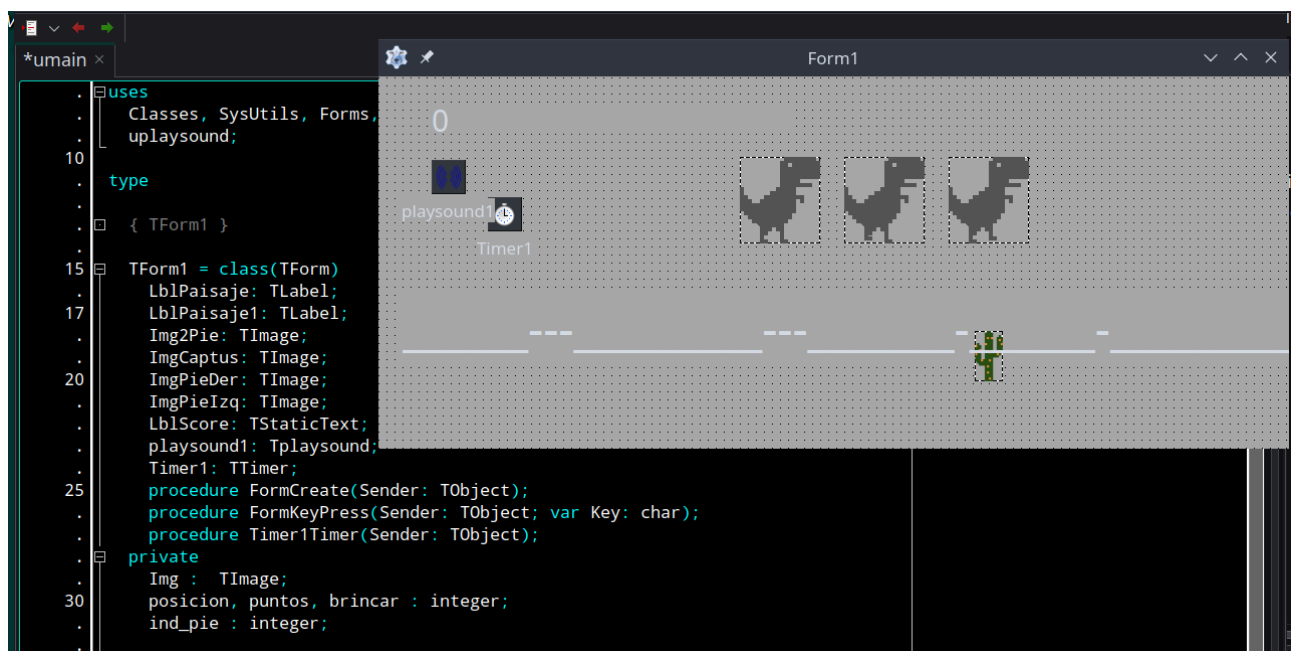 *umain ×
Form1
uses
Classes, SysUtils, Forms,
uplaysound;
10
type
{ TForm1 }
15 TForm1 = class(TForm)
LblPaisaje: TLabel;
17 LblPaisaje1: TLabel;
Img2Pie: TImage;
ImgCaptus: TImage;
20 ImgPieDer: TImage;
ImgPieIzq: TImage;
LblScore: TStaticText;
playsound1: Tplaysound;
Timer1: TTimer;
25 procedure FormCreate(Sender: TObject);
procedure FormKeyPress(Sender: TObject; var Key: char);
procedure Timer1Timer(Sender: TObject);
private
Img :  TImage;
30 posicion, puntos, brincar : integer;
ind_pie : integer;
0
playsound1
Timer1